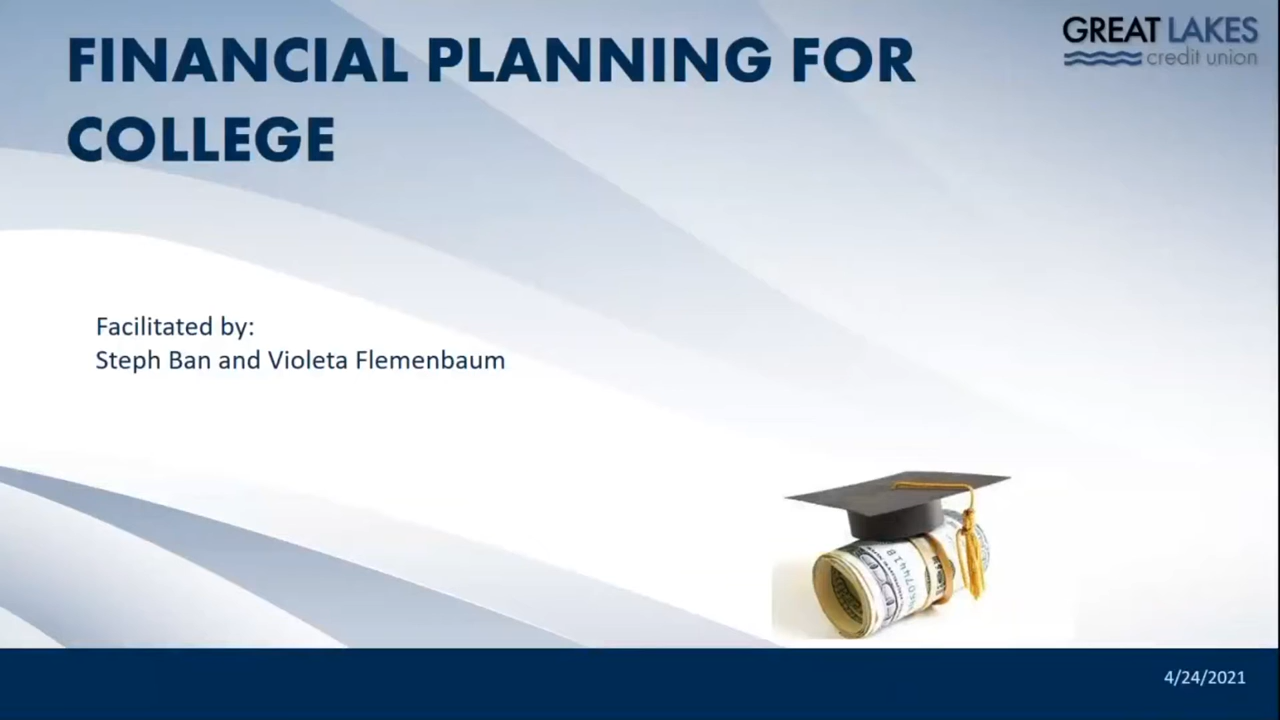 FINANCIAL PLANNING FOR
COLLEGE
GREAT LAKES
credit union
Facilitated by:
Steph Ban and Violeta Flemenbaum
4/24/2021